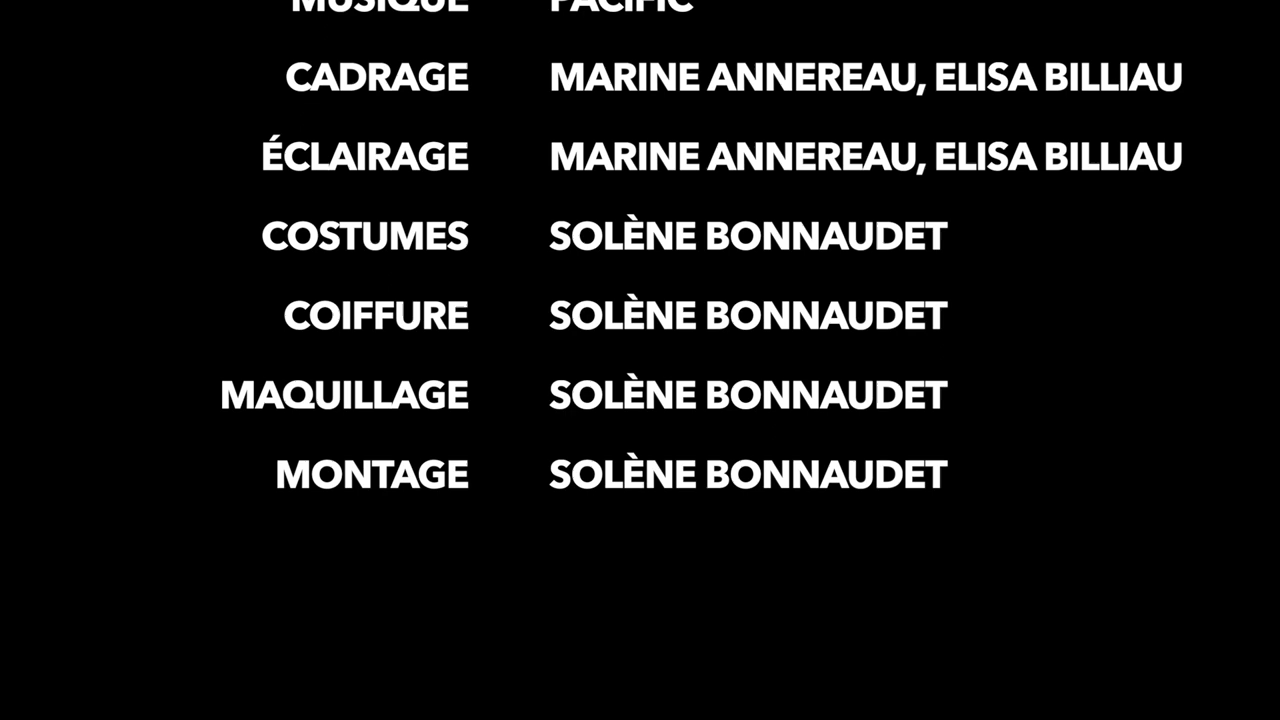 MUSIQUE PACIFIC
CADRAGE MARINE ANNEREAU, ELISA BILLIAU
ÉCLAIRAGE MARINE ANNEREAU, ELISA BILLIAU
COSTUMES SOLÈNE BONNAUDET
COIFFURE SOLÈNE BONNAUDET
MAQUILLAGE SOLÈNE BONNAUDET
MONTAGE SOLÈNE BONNAUDET